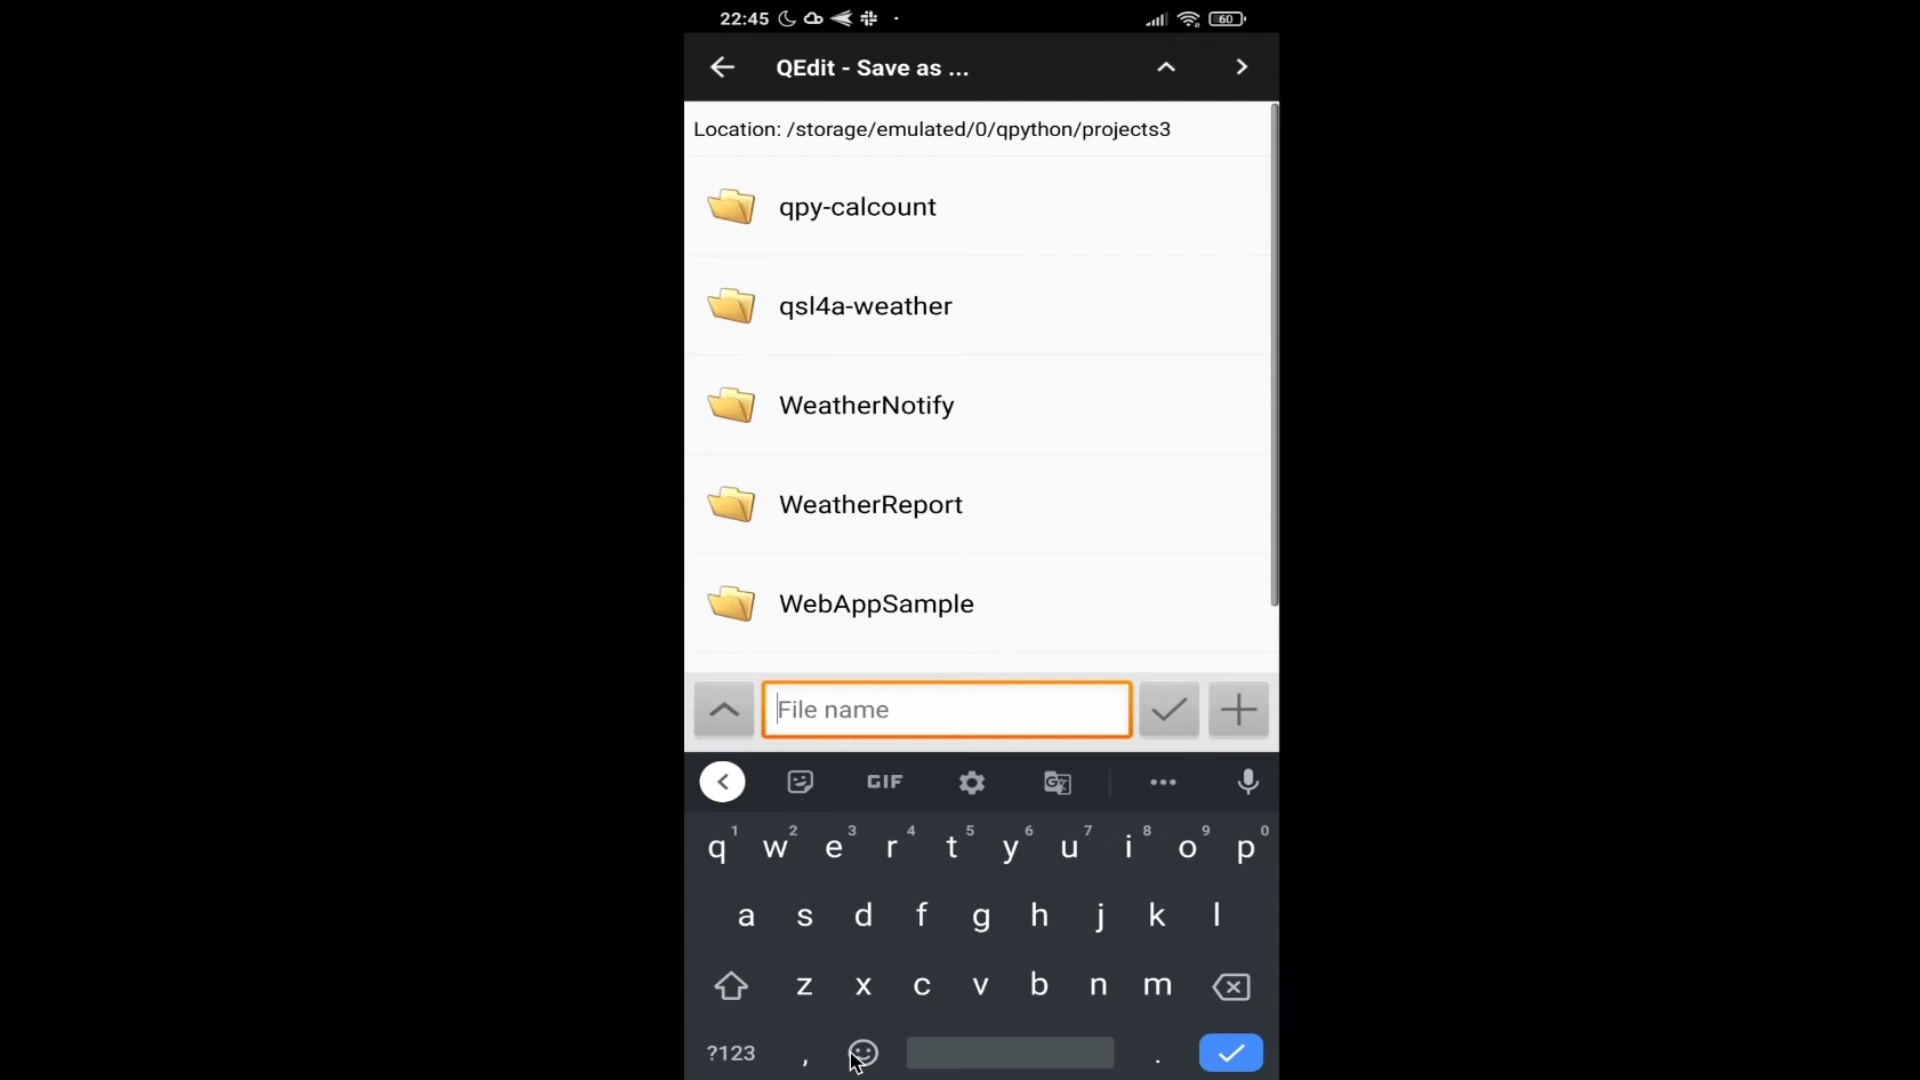 22:45
60
QEdit - Save as ...
Location: /storage/emulated/0/qpython/projects3
qpy-calcount
qsl4a-weather
WeatherNotify
WeatherReport
WebAppSample
File name
GIF
1 2 3 4 5 6 7 8 9 0
q w e r t y u i o p
a s d f g h j k l
z x c v b n m
?123 , .